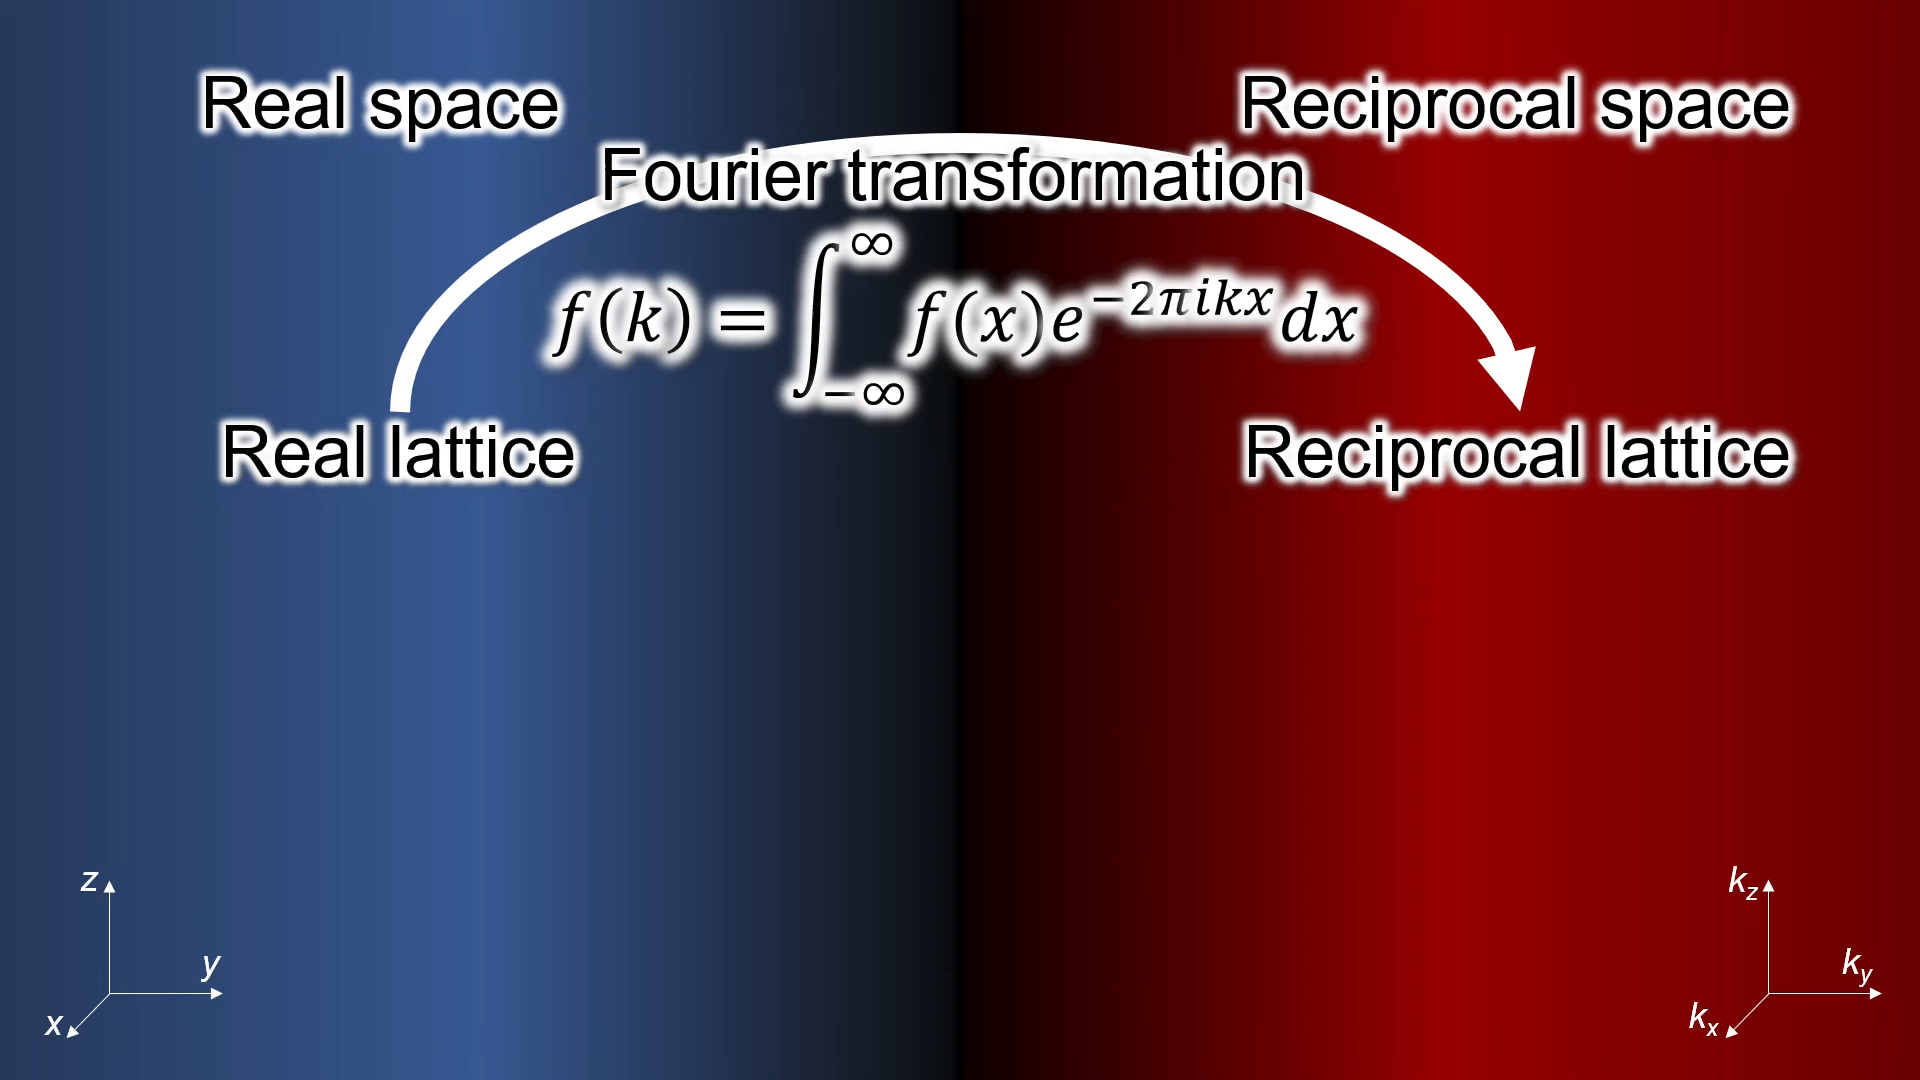 Real space
Reciprocal space
Fourier transformation
f(k) = ∫_{-∞}^{∞} f(x)e^{-2πikx}dx
Real lattice
Reciprocal lattice
z
y
x
k_z
k_y
k_x